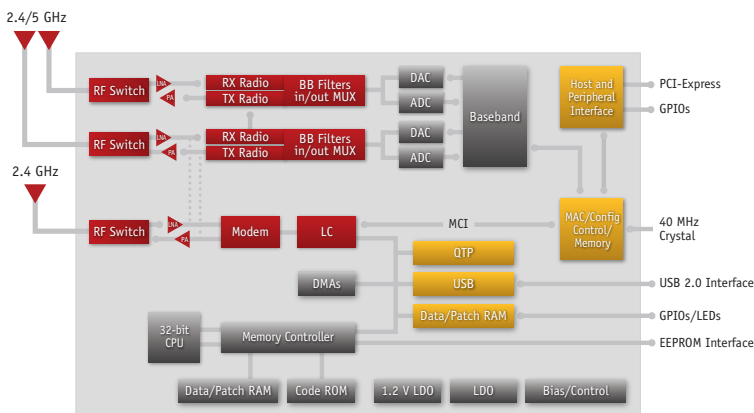 2.4/5 GHz
RF Switch
LNA
PA
RX Radio
TX Radio
BB Filters
in/out MUX
DAC
ADC
Baseband
Host and
Peripheral
Interface
PCI-Express
GPIOs
RF Switch
LNA
PA
RX Radio
TX Radio
BB Filters
in/out MUX
DAC
ADC
2.4 GHz
RF Switch
LNA
PA
Modem
LC
MCI
MAC/Config
Control/
Memory
40 MHz
Crystal
QTP
DMAs
USB
USB 2.0 Interface
Data/Patch RAM
GPIOs/LEDs
32-bit
CPU
Memory Controller
EEPROM Interface
Data/Patch RAM
Code ROM
1.2 V LDO
LDO
Bias/Control